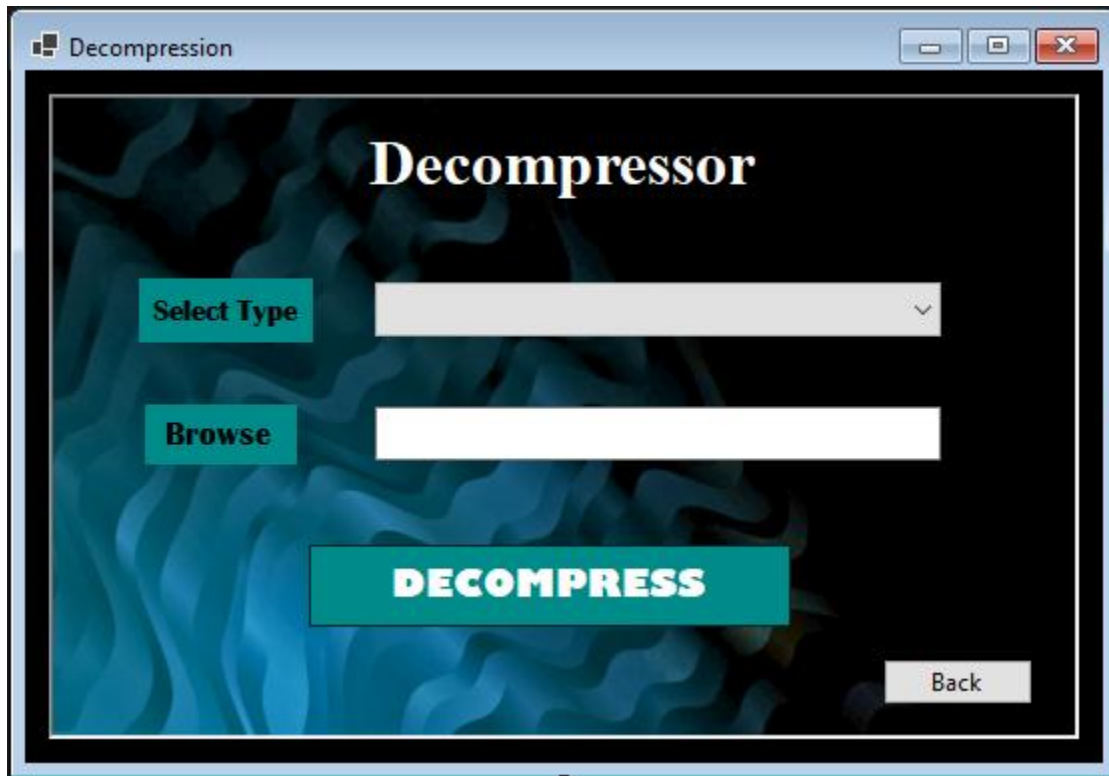 Decompression
Decompressor
Select Type
Browse
DECOMPRESS
Back